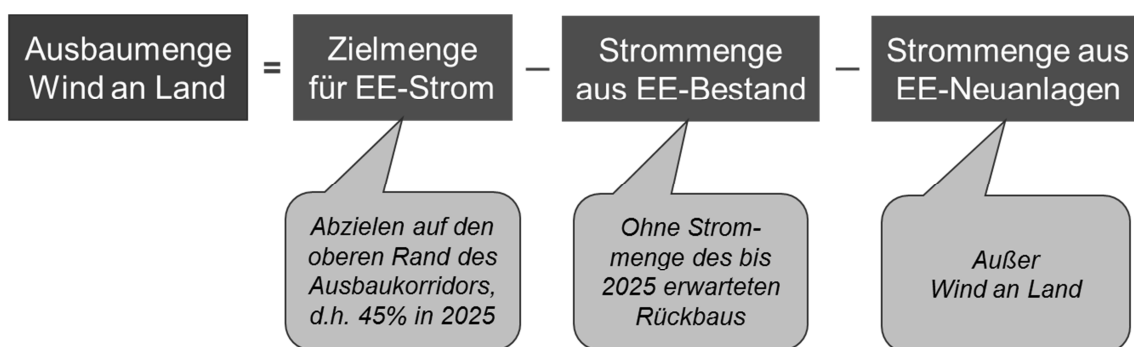 Ausbaumenge
Wind an Land
=
Zielmenge
für EE-Strom
–
Strommenge
aus EE-Bestand
–
Strommenge aus
EE-Neuanlagen
Abzielen auf den
oberen Rand des
Ausbaukorridors,
d.h. 45% in 2025
Ohne Strom-
menge des bis
2025 erwarteten
Rückbaus
Außer
Wind an Land